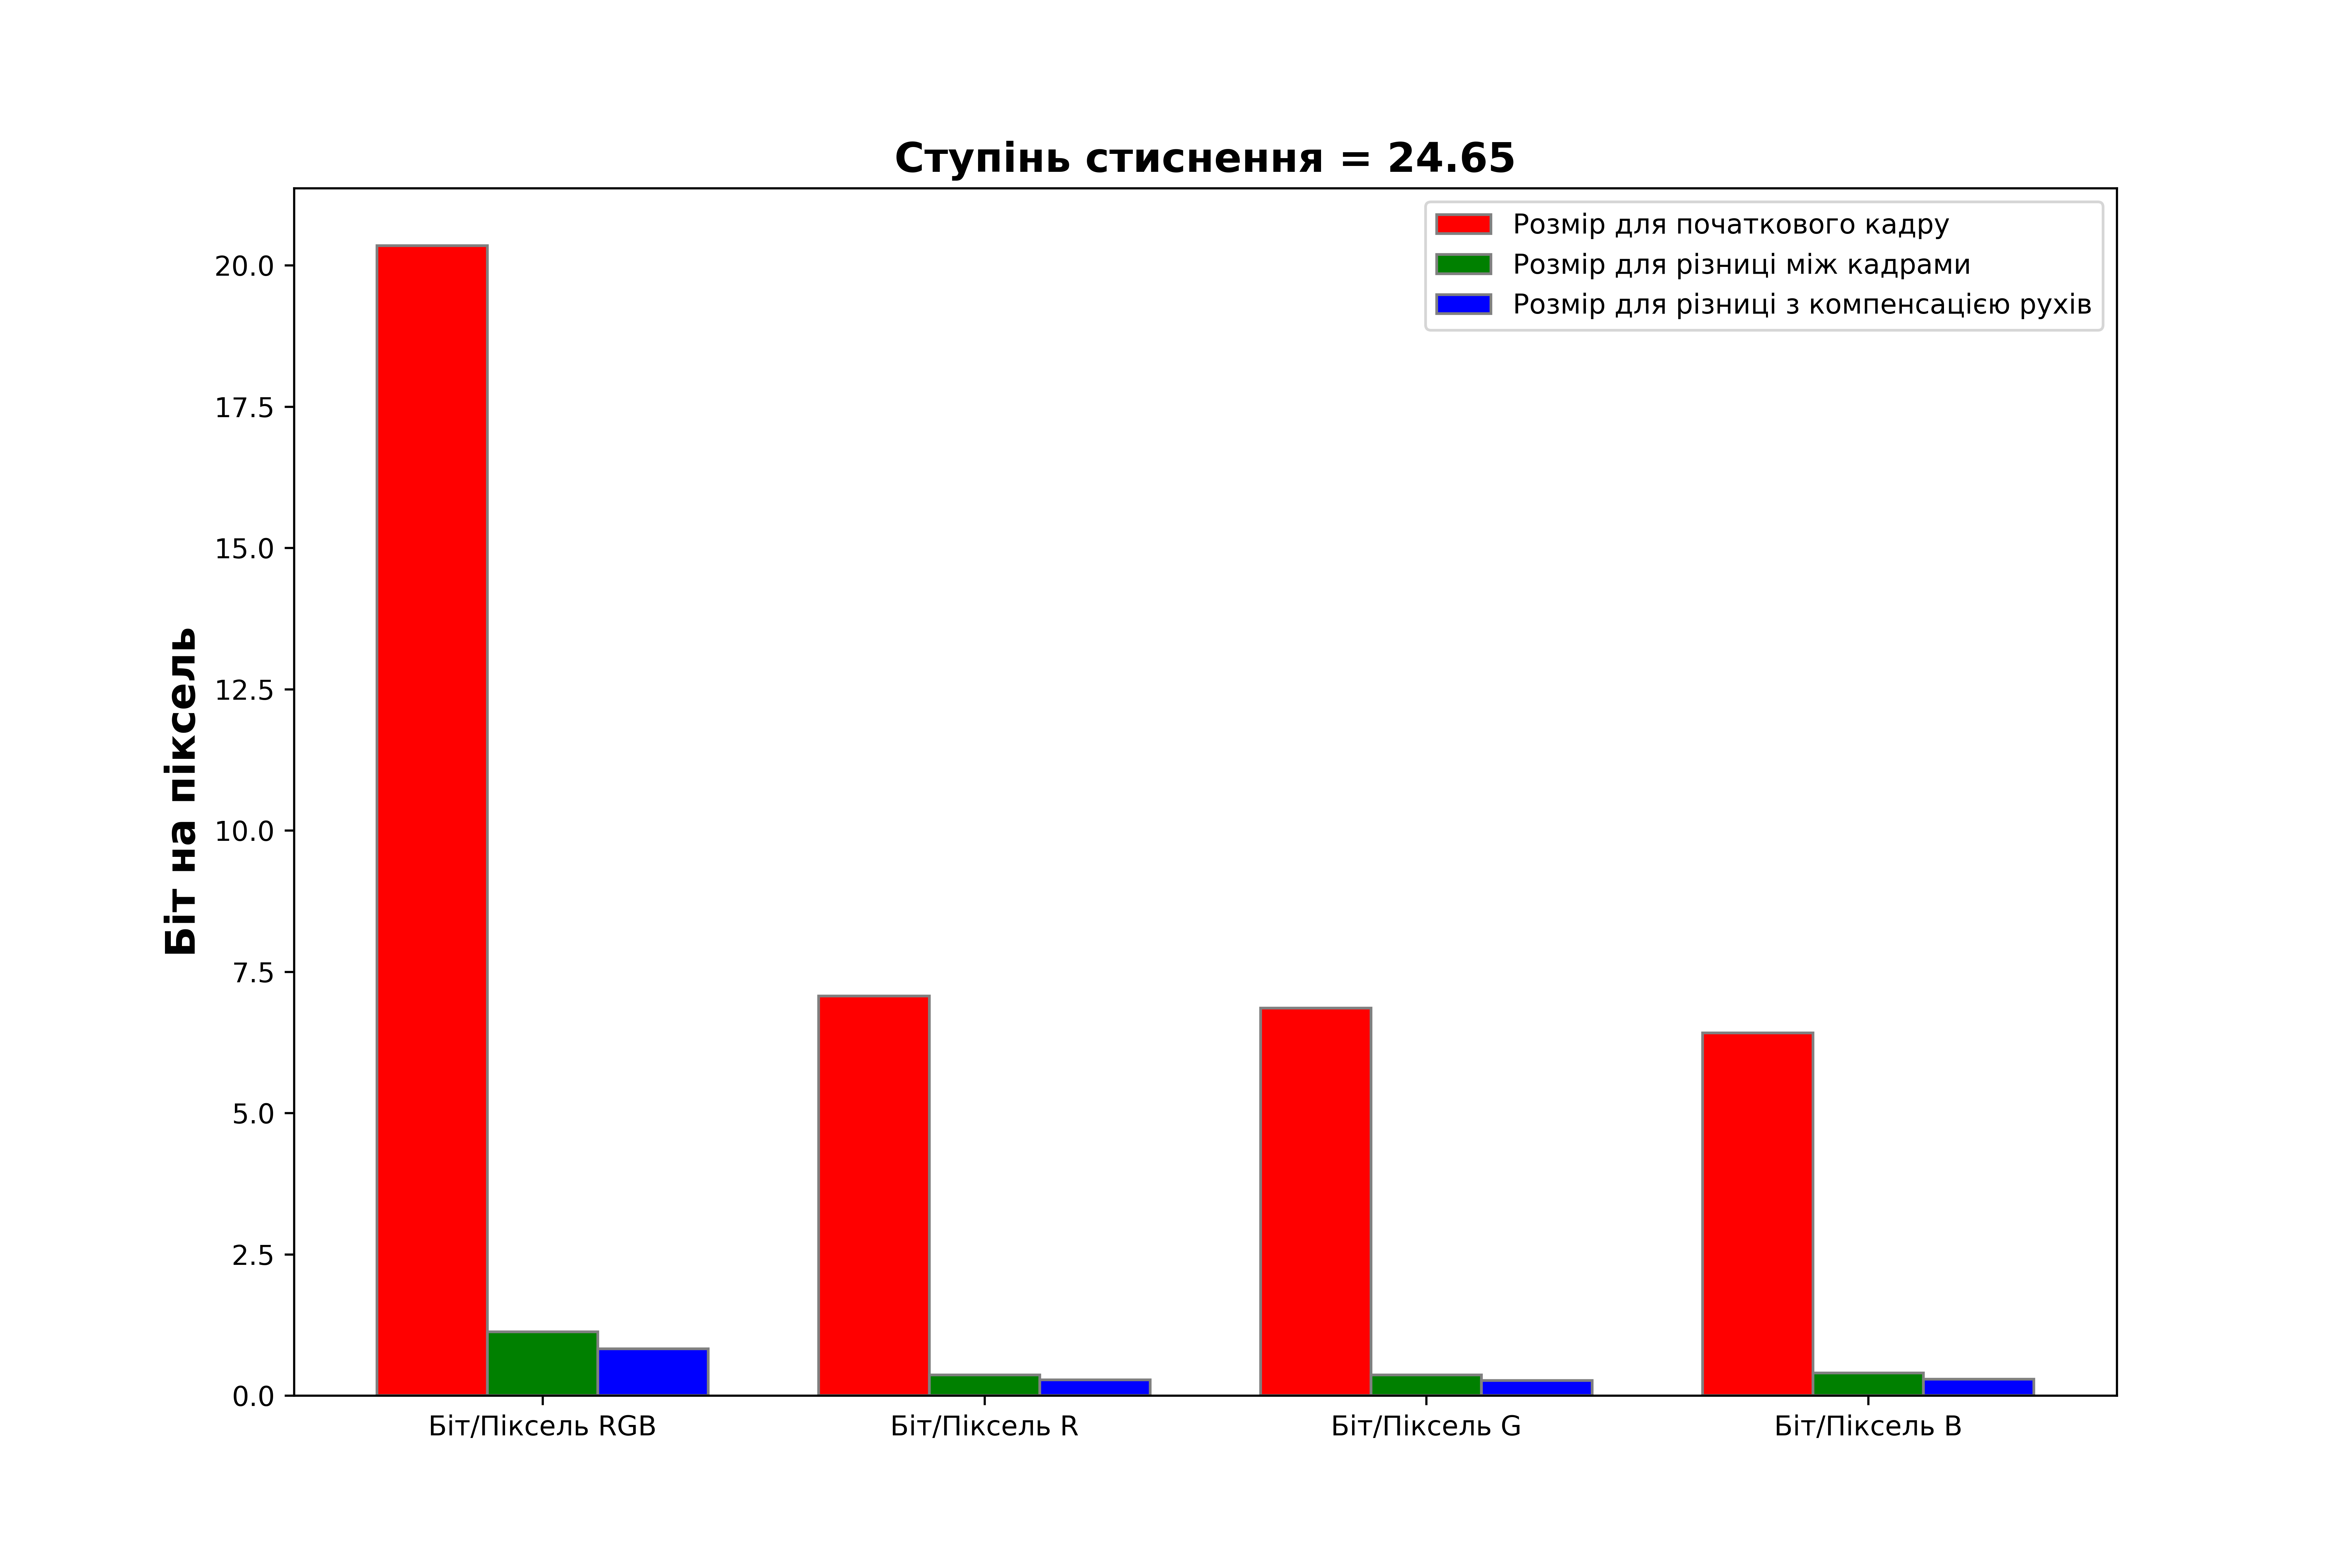 Ступінь стиснення = 24.65
Розмір для початкового кадру
Розмір для різниці між кадрами
Розмір для різниці з компенсацією рухів
Біт на піксель
20.0
17.5
15.0
12.5
10.0
7.5
5.0
2.5
0.0
Біт/Піксель RGB
Біт/Піксель R
Біт/Піксель G
Біт/Піксель B